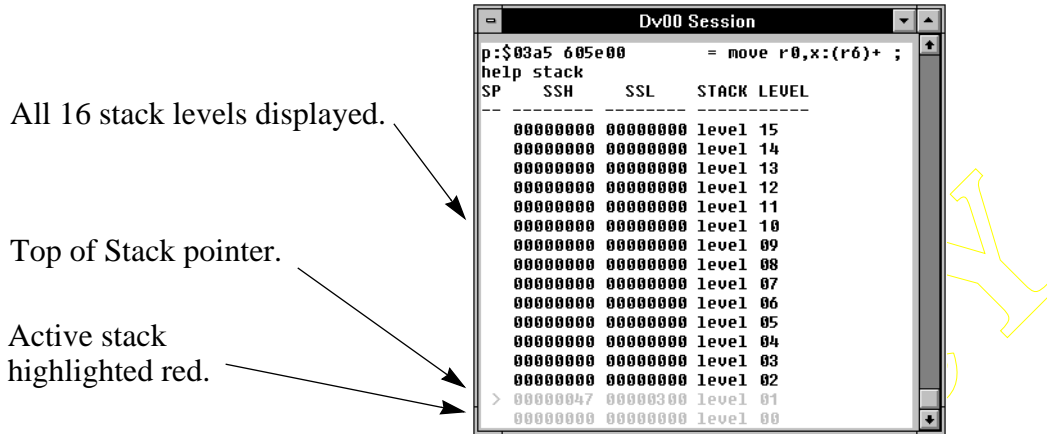 Dv00 Session
p:$03a5 605e00 = move r0,x:(r6)+ ;
help stack
SP SSH SSL STACK LEVEL
-- -------- -------- ----------- 
00000000 00000000 level 15
00000000 00000000 level 14
00000000 00000000 level 13
00000000 00000000 level 12
00000000 00000000 level 11
00000000 00000000 level 10
00000000 00000000 level 09
00000000 00000000 level 08
00000000 00000000 level 07
00000000 00000000 level 06
00000000 00000000 level 05
00000000 00000000 level 04
00000000 00000000 level 03
00000000 00000000 level 02
> 00000047 00000300 level 01
00000000 00000000 level 00
All 16 stack levels displayed.
Top of Stack pointer.
Active stack
highlighted red.
Y